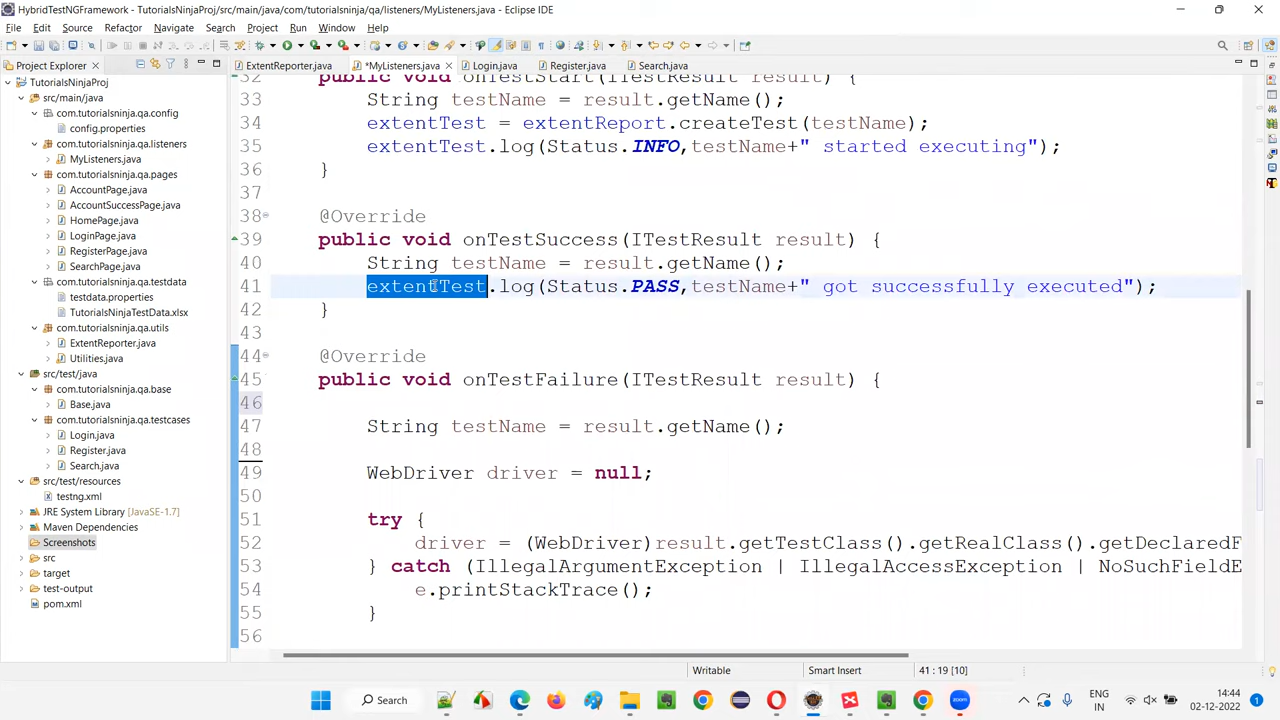 HybridTestNGFramework - TutorialsNinjaProj/src/main/java/com/tutorialsninja/qa/listeners/MyListeners.java - Eclipse IDE
File Edit Source Refactor Navigate Search Project Run Window Help
Project Explorer
ExtentReporter.java *MyListeners.java Login.java Register.java Search.java
TutorialsNinjaProj
src/main/java
com.tutorialsninja.qa.config
config.properties
com.tutorialsninja.qa.listeners
MyListeners.java
com.tutorialsninja.qa.pages
AccountPage.java
AccountSuccessPage.java
HomePage.java
LoginPage.java
RegisterPage.java
SearchPage.java
com.tutorialsninja.qa.testdata
testdata.properties
TutorialsNinjaTestData.xlsx
com.tutorialsninja.qa.utils
ExtentReporter.java
Utilities.java
src/test/java
com.tutorialsninja.qa.base
Base.java
com.tutorialsninja.qa.testcases
Login.java
Register.java
Search.java
src/test/resources
testng.xml
JRE System Library [JavaSE-1.7]
Maven Dependencies
Screenshots
src
target
test-output
pom.xml
32 public void onTestStart(ITestResult result) {
33 String testName = result.getName();
34 extentTest = extentReport.createTest(testName);
35 extentTest.log(Status.INFO,testName+" started executing");
36 }
37
38 @Override
39 public void onTestSuccess(ITestResult result) {
40 String testName = result.getName();
41 extentTest.log(Status.PASS,testName+" got successfully executed");
42 }
43
44 @Override
45 public void onTestFailure(ITestResult result) {
46
47 String testName = result.getName();
48
49 WebDriver driver = null;
50
51 try {
52 driver = (WebDriver)result.getTestClass().getRealClass().getDeclaredF
53 } catch (IllegalArgumentException | IllegalAccessException | NoSuchFieldE
54 e.printStackTrace();
55 }
56
Writable Smart Insert 41 : 19 [10]
Search
ENG
IN
14:44
02-12-2022